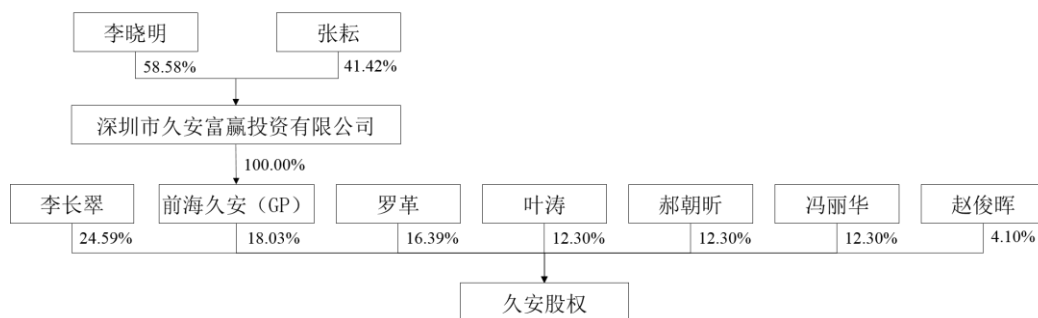 李晓明 张耘
58.58% 41.42%
深圳市久安富赢投资有限公司
100.00%
李长翠 前海久安（GP） 罗革 叶涛 郝朝昕 冯丽华 赵俊晖
24.59% 18.03% 16.39% 12.30% 12.30% 12.30% 4.10%
久安股权